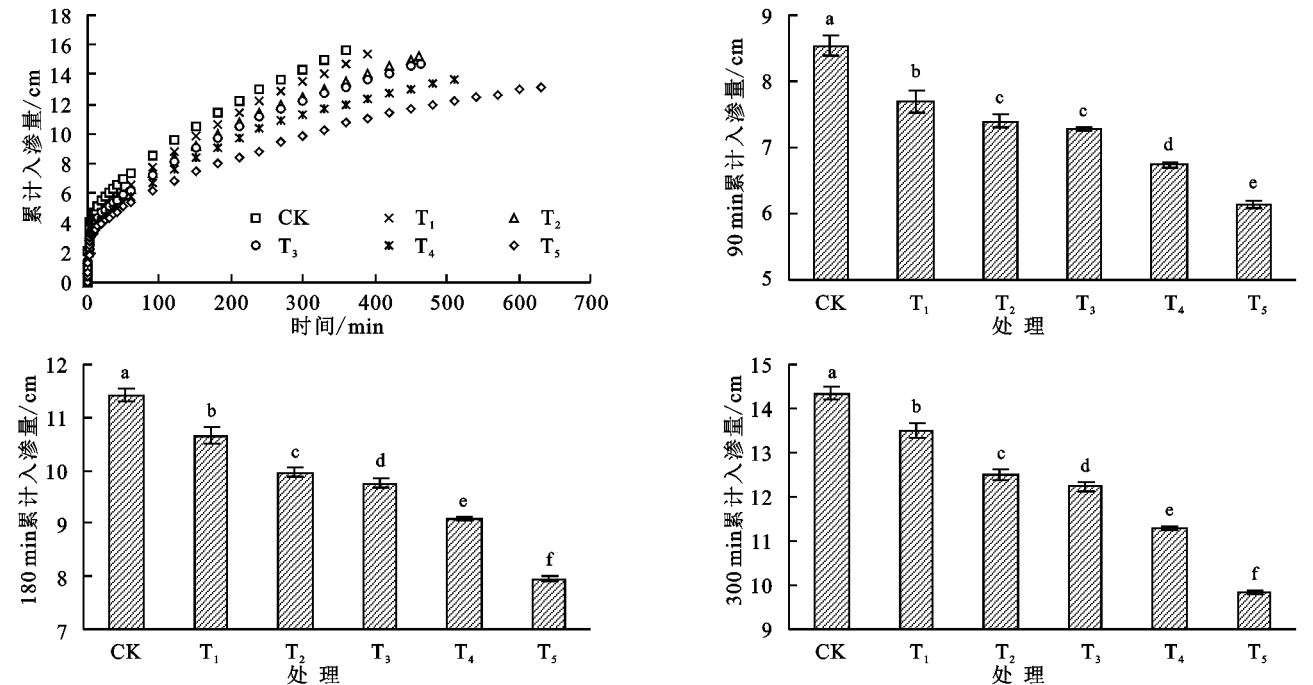 累计入渗量/cm
18
16
14
12
10
8
6
4
2
0
CK T₁ T₂
T₃ T₄ T₅
0 100 200 300 400 500 600 700
时间/min
90 min累计入渗量/cm
9
8
7
6
5
a
b
c
c
d
e
CK T₁ T₂ T₃ T₄ T₅
处 理
180 min累计入渗量/cm
12
11
10
9
8
7
a
b
c
d
e
f
CK T₁ T₂ T₃ T₄ T₅
处 理
300 min累计入渗量/cm
15
14
13
12
11
10
9
a
b
c
d
e
f
CK T₁ T₂ T₃ T₄ T₅
处 理